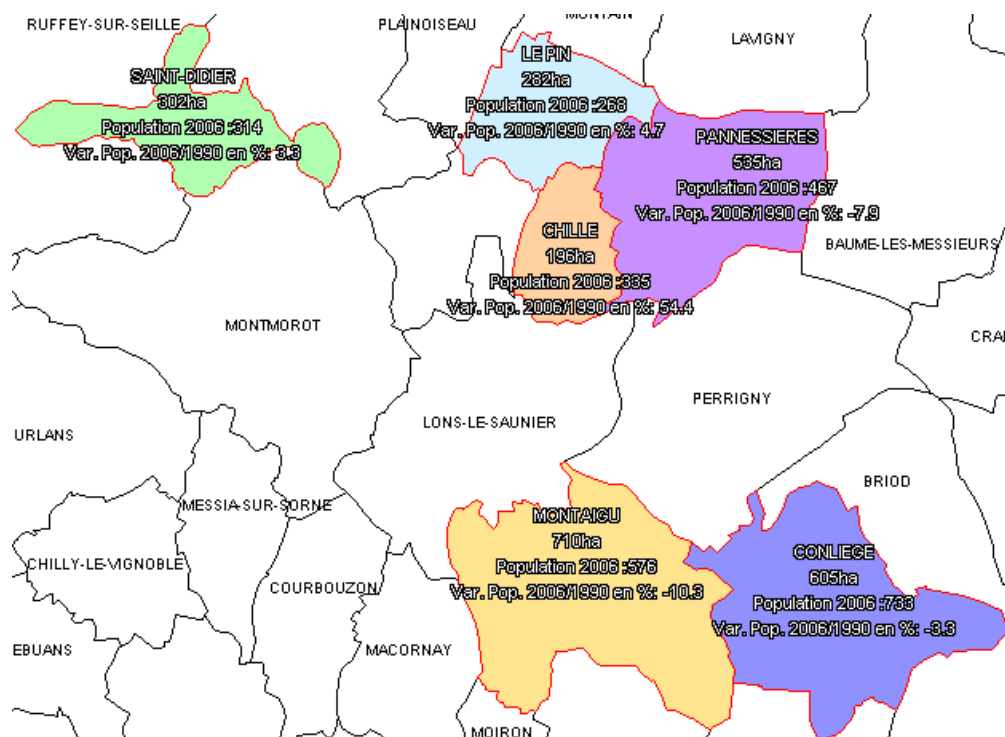 RUFFEY-SUR-SEILLE
PLAINOISEAU
MONTAIN
LAVIGNY
SAINT-DIDIER
302ha
Population 2006 :314
Var. Pop. 2006/1990 en %: 3.3
LE PIN
282ha
Population 2006 :268
Var. Pop. 2006/1990 en %: 4.7
PANNESSIERES
535ha
Population 2006 :467
Var. Pop. 2006/1990 en %: -7.9
CHILLE
196ha
Population 2006 :335
Var. Pop. 2006/1990 en %: 54.4
BAUME-LES-MESSIEURS
MONTMOROT
CRA
PERRIGNY
LONS-LE-SAUNIER
URLANS
BRIOD
MESSIA-SUR-SORNE
MONTAIGU
710ha
Population 2006 :576
Var. Pop. 2006/1990 en %: -10.3
CONLIEGE
605ha
Population 2006 :733
Var. Pop. 2006/1990 en %: -3.3
CHILLY-LE-VIGNOBLE
COURBOUZON
EBUANS
MACORNAY
MOIRON